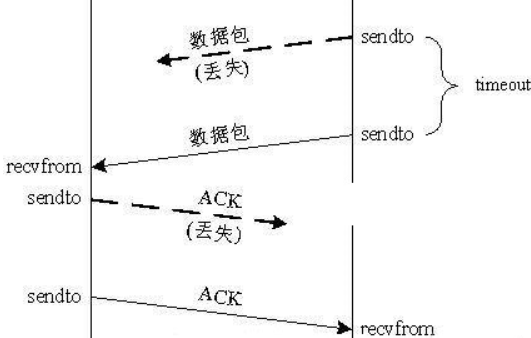 数据包
sendto
(丢失)
timeout
数据包
sendto
recvfrom
sendto
ACK
(丢失)
ACK
sendto
recvfrom